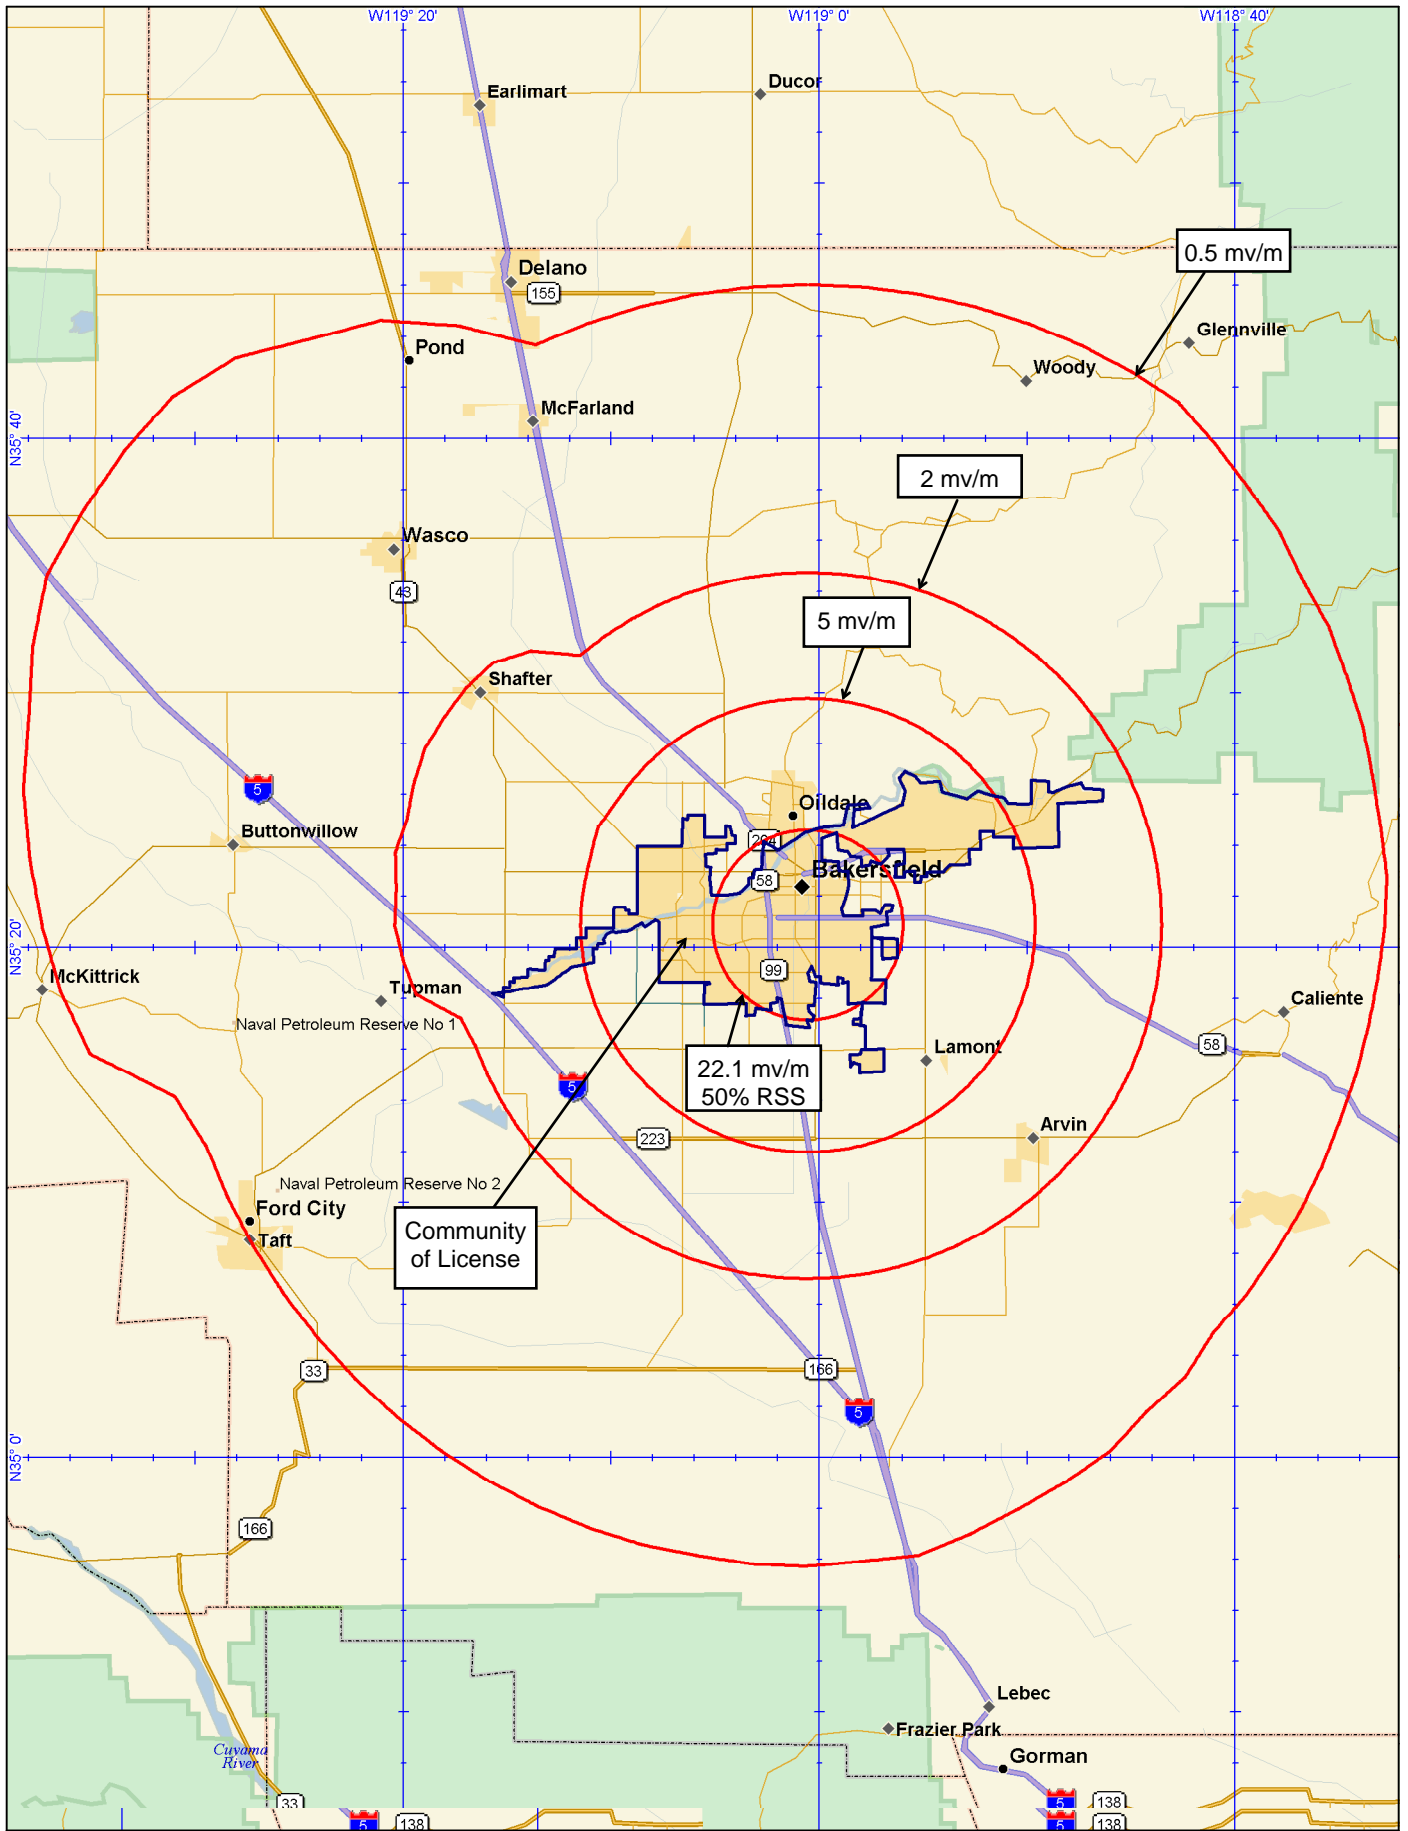 W119° 20'
W119° 0'
W118° 40'
Earlimart
Ducor
0.5 mv/m
Delano
155
Glennville
Pond
Woody
McFarland
N35° 40'
2 mv/m
Wasco
43
5 mv/m
Shafter
5
Oildale
Buttonwillow
204
Bakersfield
58
N35° 20'
99
McKittrick
Tupman
Caliente
Naval Petroleum Reserve No 1
58
Lamont
22.1 mv/m
50% RSS
5
Arvin
223
Naval Petroleum Reserve No 2
Ford City
Taft
Community
of License
33
166
5
N35° 0'
166
Lebec
Frazier Park
Cuyama
River
Gorman
33
5
138
5
138
5
138